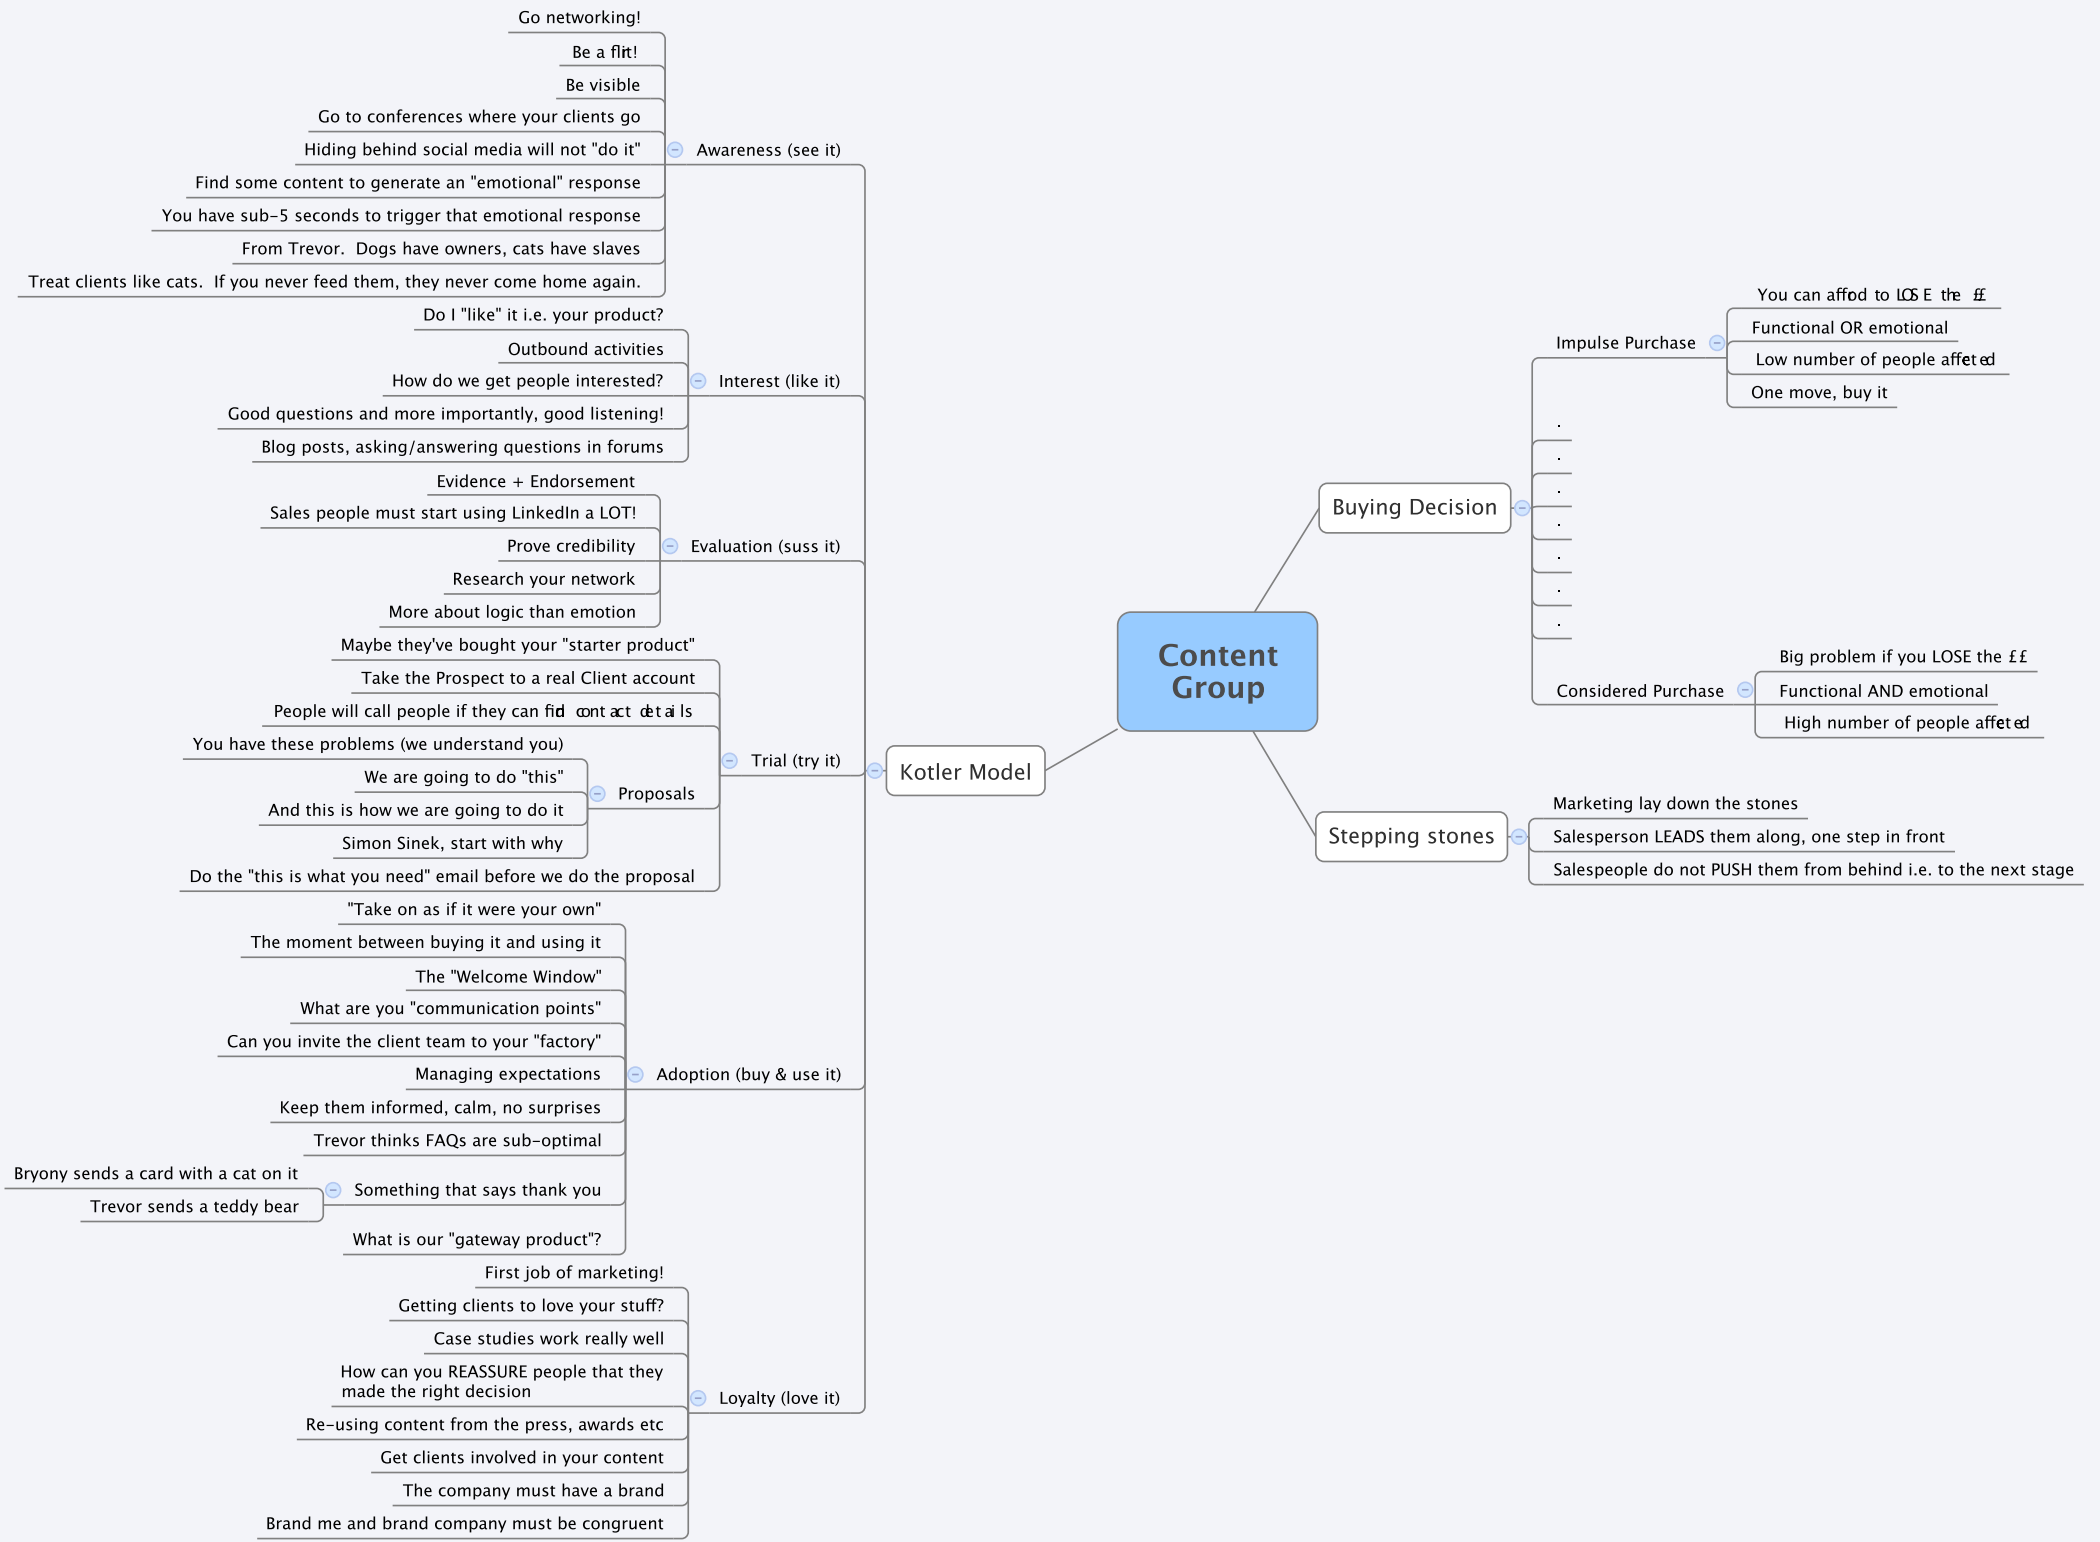 Go networking!
Be a flirt!
Be visible
Go to conferences where your clients go
Hiding behind social media will not "do it"
Find some content to generate an "emotional" response
You have sub-5 seconds to trigger that emotional response
From Trevor.  Dogs have owners, cats have slaves
Treat clients like cats.  If you never feed them, they never come home again.
Awareness (see it)
Do I "like" it i.e. your product?
Outbound activities
How do we get people interested?
Good questions and more importantly, good listening!
Blog posts, asking/answering questions in forums
Interest (like it)
Evidence + Endorsement
Sales people must start using LinkedIn a LOT!
Prove credibility
Research your network
More about logic than emotion
Evaluation (suss it)
Maybe they've bought your "starter product"
Take the Prospect to a real Client account
People will call people if they can find contact details
You have these problems (we understand you)
We are going to do "this"
And this is how we are going to do it
Simon Sinek, start with why
Proposals
Do the "this is what you need" email before we do the proposal
Trial (try it)
"Take on as if it were your own"
The moment between buying it and using it
The "Welcome Window"
What are you "communication points"
Can you invite the client team to your "factory"
Managing expectations
Keep them informed, calm, no surprises
Trevor thinks FAQs are sub-optimal
Bryony sends a card with a cat on it
Trevor sends a teddy bear
Something that says thank you
What is our "gateway product"?
Adoption (buy & use it)
First job of marketing!
Getting clients to love your stuff?
Case studies work really well
How can you REASSURE people that they
made the right decision
Re-using content from the press, awards etc
Get clients involved in your content
The company must have a brand
Brand me and brand company must be congruent
Loyalty (love it)
Kotler Model
Content
Group
Buying Decision
Impulse Purchase
You can afford to LOSE the ££
Functional OR emotional
Low number of people affected
One move, buy it
.
.
.
.
.
.
.
Considered Purchase
Big problem if you LOSE the ££
Functional AND emotional
High number of people affected
Stepping stones
Marketing lay down the stones
Salesperson LEADS them along, one step in front
Salespeople do not PUSH them from behind i.e. to the next stage